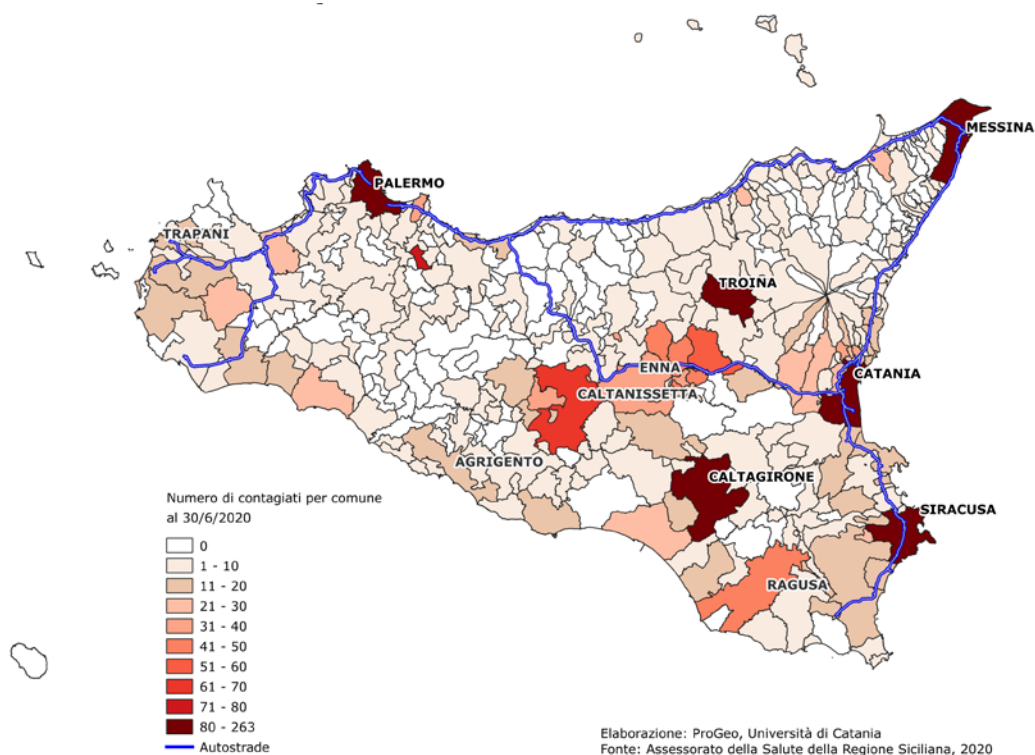 MESSINA
PALERMO
TRAPANI
TROINA
ENNA
CATANIA
CALTANISSETTA
AGRIGENTO
CALTAGIRONE
SIRACUSA
RAGUSA
Numero di contagiati per comune
al 30/6/2020
0
1 - 10
11 - 20
21 - 30
31 - 40
41 - 50
51 - 60
61 - 70
71 - 80
80 - 263
Autostrade
Elaborazione: ProGeo, Università di Catania
Fonte: Assessorato della Salute della Regione Siciliana, 2020